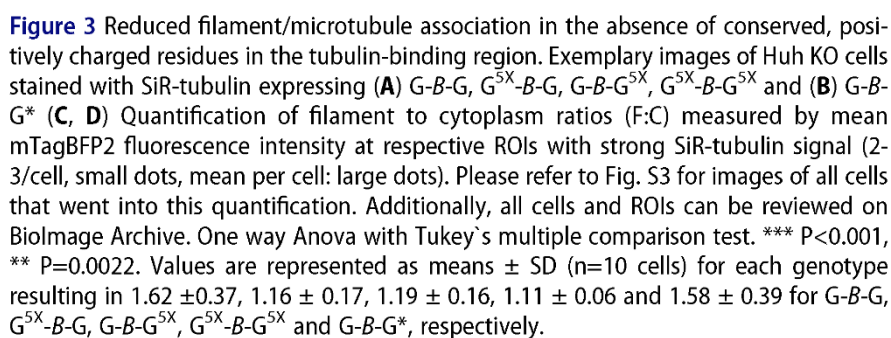 Figure 3 Reduced filament/microtubule association in the absence of conserved, posi-
tively charged residues in the tubulin-binding region. Exemplary images of Huh KO cells
stained with SiR-tubulin expressing (A) G-B-G, G⁵ˣ-B-G, G-B-G⁵ˣ, G⁵ˣ-B-G⁵ˣ and (B) G-B-
G* (C, D) Quantification of filament to cytoplasm ratios (F:C) measured by mean
mTagBFP2 fluorescence intensity at respective ROIs with strong SiR-tubulin signal (2-
3/cell, small dots, mean per cell: large dots). Please refer to Fig. S3 for images of all cells
that went into this quantification. Additionally, all cells and ROIs can be reviewed on
BioImage Archive. One way Anova with Tukey`s multiple comparison test. *** P<0.001,
** P=0.0022. Values are represented as means ± SD (n=10 cells) for each genotype
resulting in 1.62 ±0.37, 1.16 ± 0.17, 1.19 ± 0.16, 1.11 ± 0.06 and 1.58 ± 0.39 for G-B-G,
G⁵ˣ-B-G, G-B-G⁵ˣ, G⁵ˣ-B-G⁵ˣ and G-B-G*, respectively.